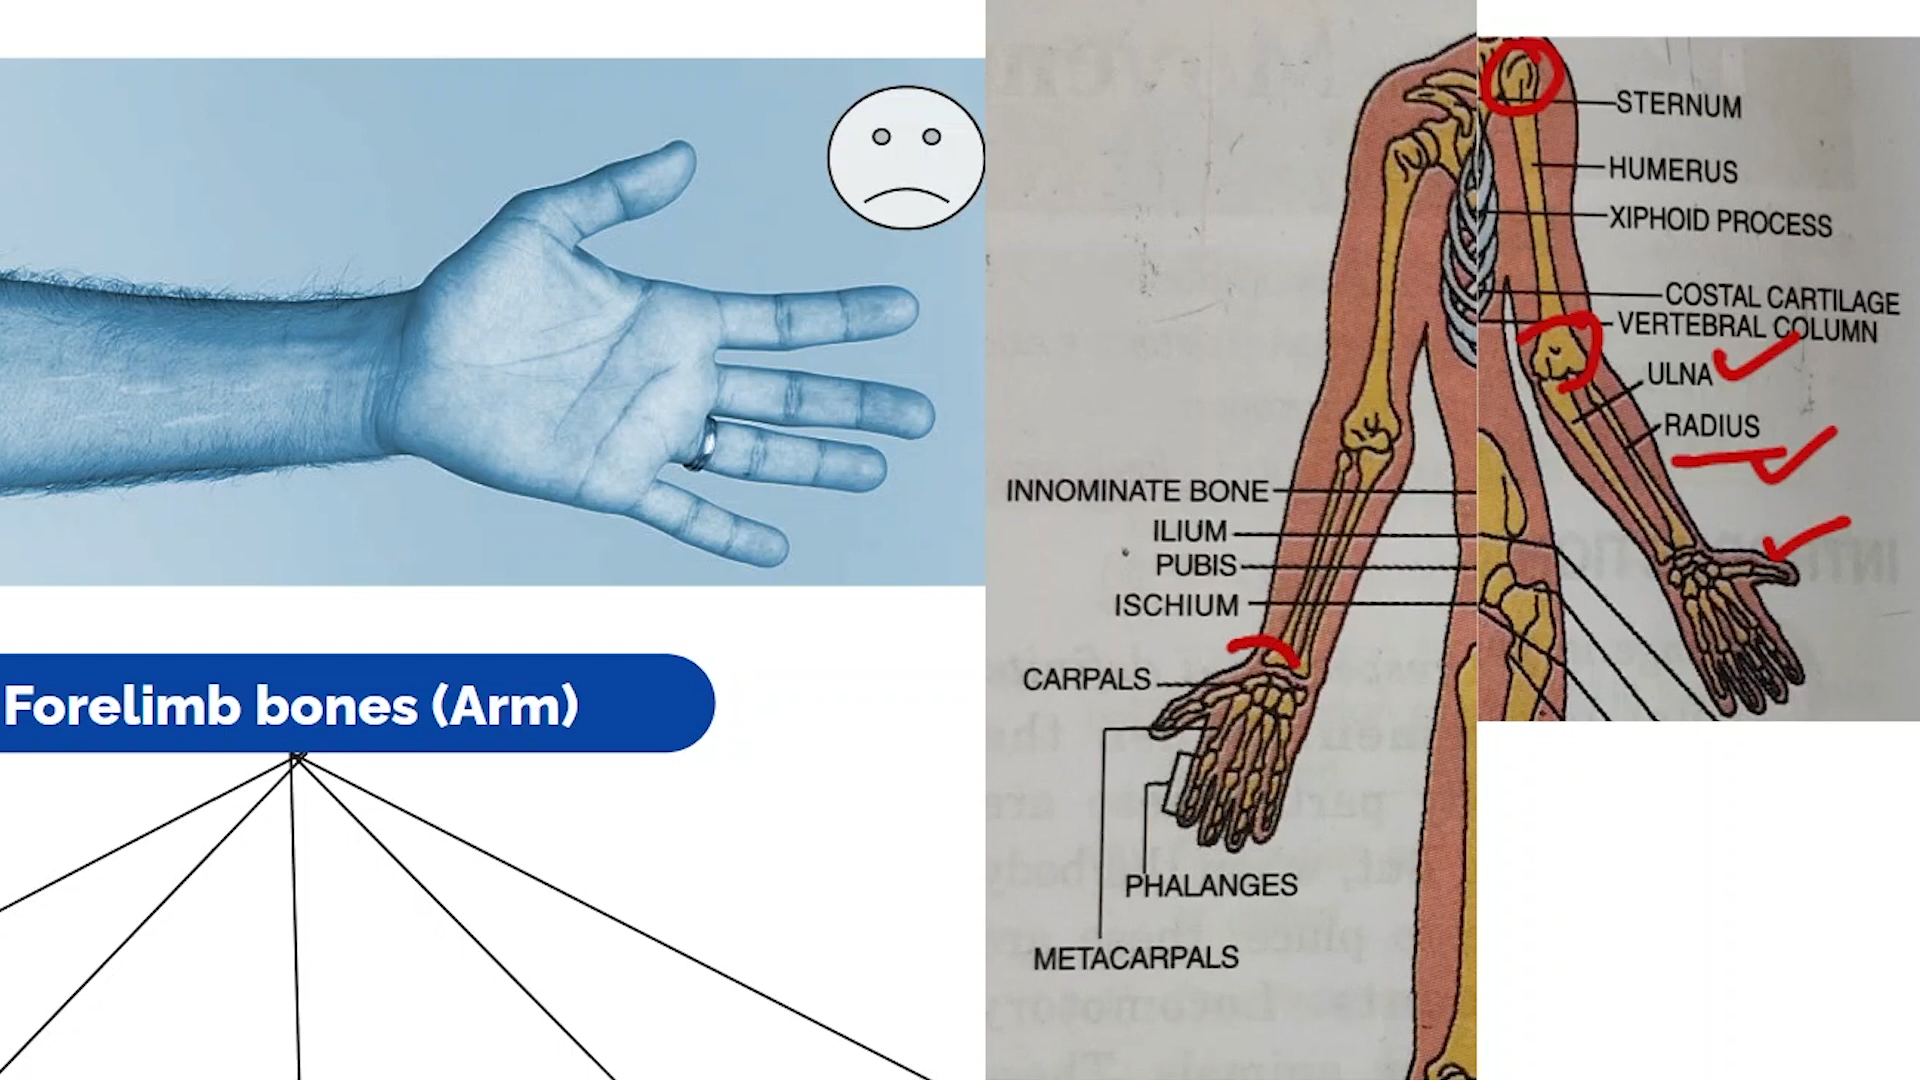 Forelimb bones (Arm)
INNOMINATE BONE
ILIUM
PUBIS
ISCHIUM
CARPALS
PHALANGES
METACARPALS
STERNUM
HUMERUS
XIPHOID PROCESS
COSTAL CARTILAGE
VERTEBRAL COLUMN
ULNA
RADIUS